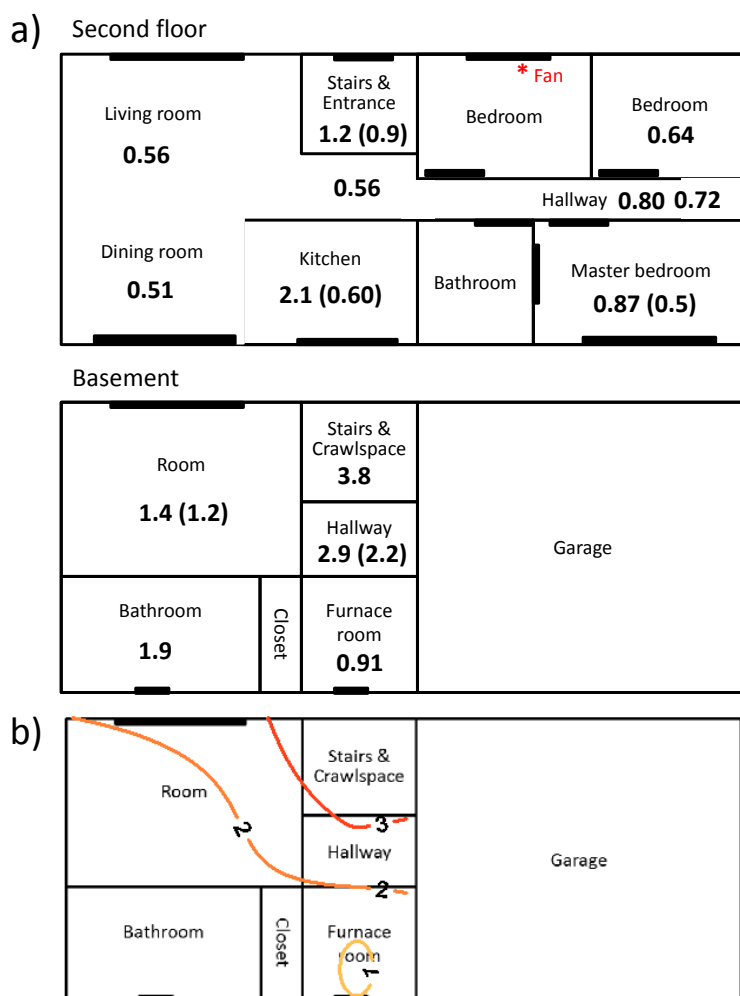 a)
Second floor
Stairs &
Entrance
1.2 (0.9)
* Fan
Living room
0.56
Bedroom
Bedroom
0.64
0.56
Hallway 0.80 0.72
Dining room
0.51
Kitchen
2.1 (0.60)
Bathroom
Master bedroom
0.87 (0.5)
Basement
Stairs &
Crawlspace
3.8
Room
1.4 (1.2)
Hallway
2.9 (2.2)
Garage
Bathroom
1.9
Closet
Furnace
room
0.91
b)
Stairs &
Crawlspace
Room
2
3
Hallway
Garage
2
Bathroom
Closet
Furnace
room
1